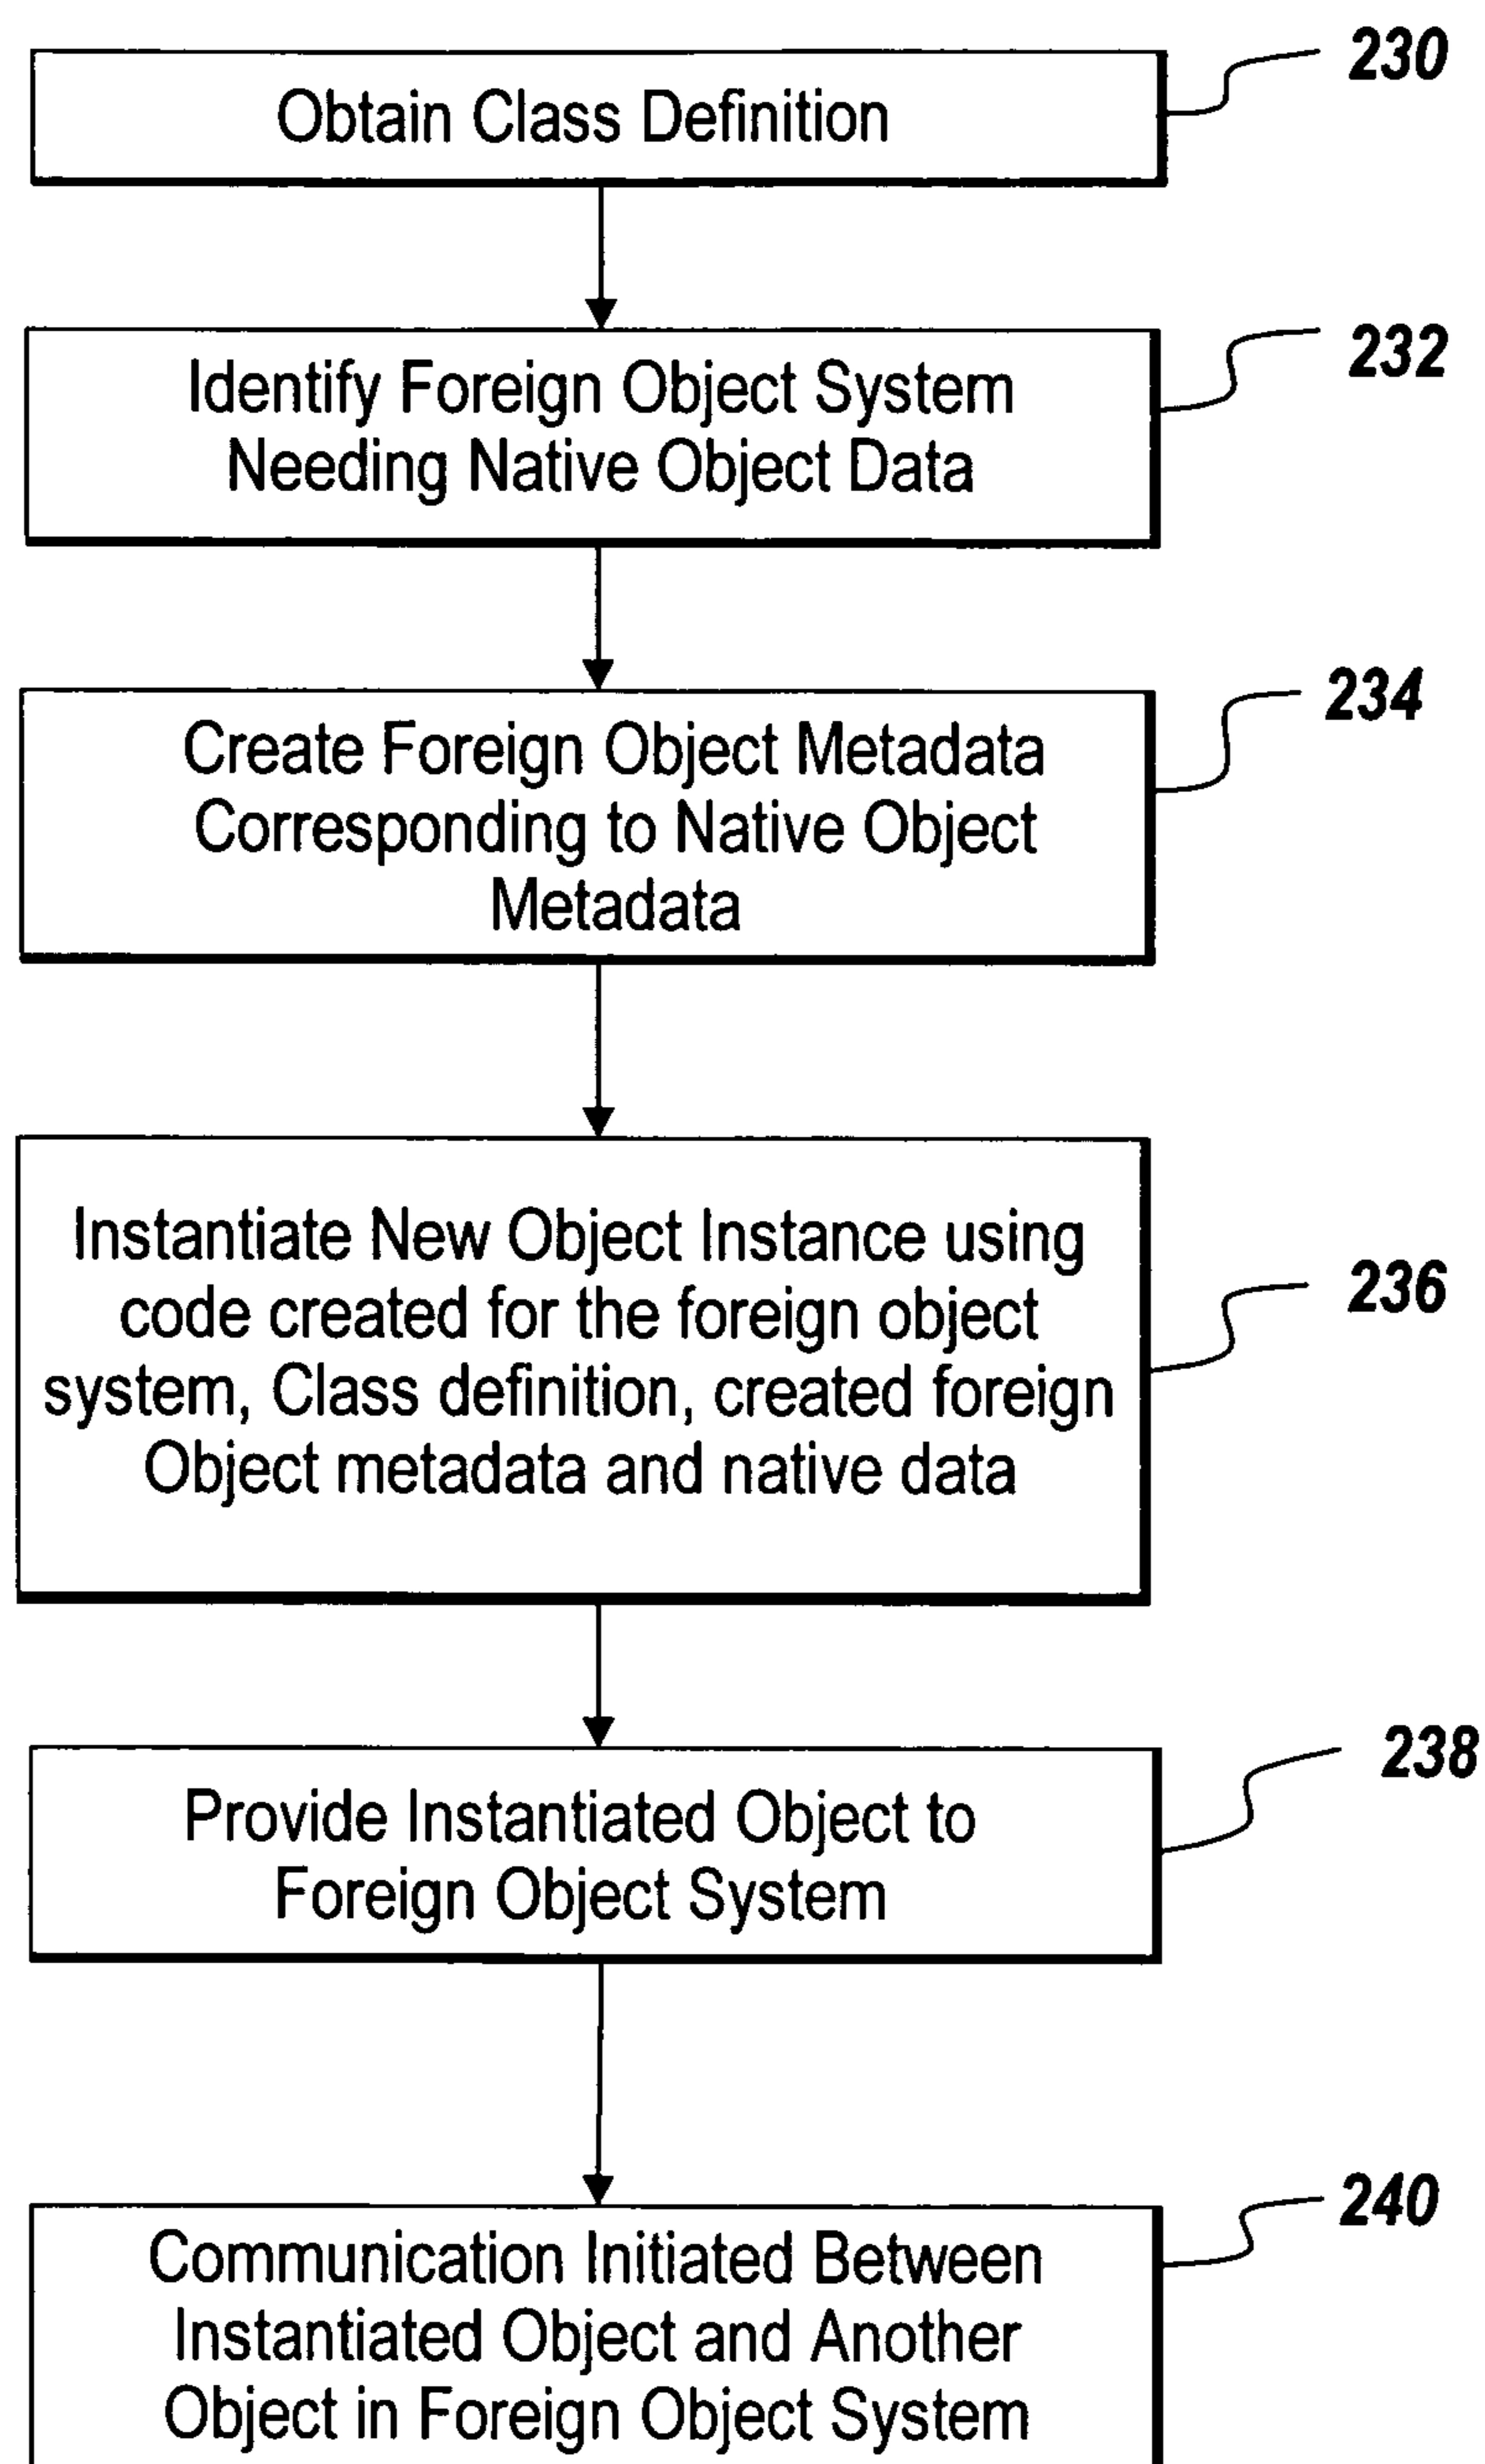 230
Obtain Class Definition
232
Identify Foreign Object System
Needing Native Object Data
234
Create Foreign Object Metadata
Corresponding to Native Object
Metadata
Instantiate New Object Instance using
code created for the foreign object
236
system, Class definition, created foreign
Object metadata and native data
238
Provide Instantiated Object to
Foreign Object System
240
Communication Initiated Between
Instantiated Object and Another
Object in Foreign Object System